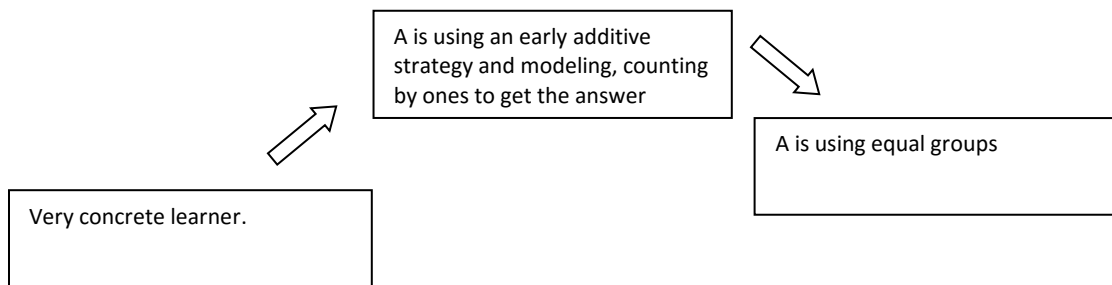 Very concrete learner.
A is using an early additive
strategy and modeling, counting
by ones to get the answer
A is using equal groups